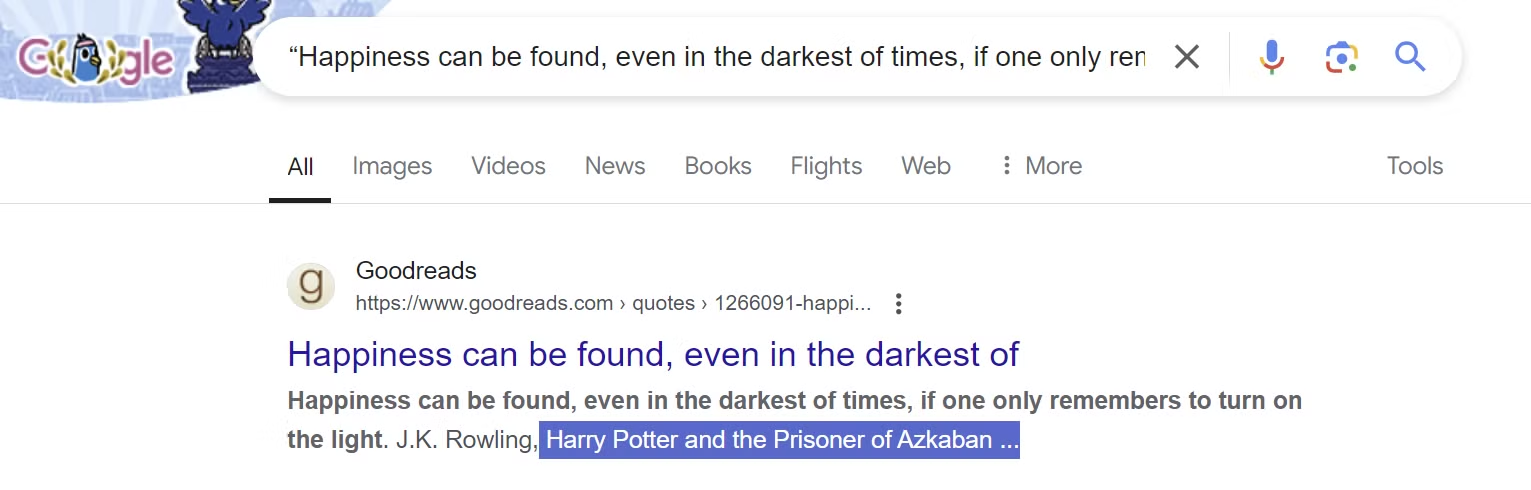 Google
“Happiness can be found, even in the darkest of times, if one only ren
All Images Videos News Books Flights Web More Tools
g
Goodreads
https://www.goodreads.com › quotes › 1266091-happi...
Happiness can be found, even in the darkest of
Happiness can be found, even in the darkest of times, if one only remembers to turn on
the light. J.K. Rowling, Harry Potter and the Prisoner of Azkaban ...